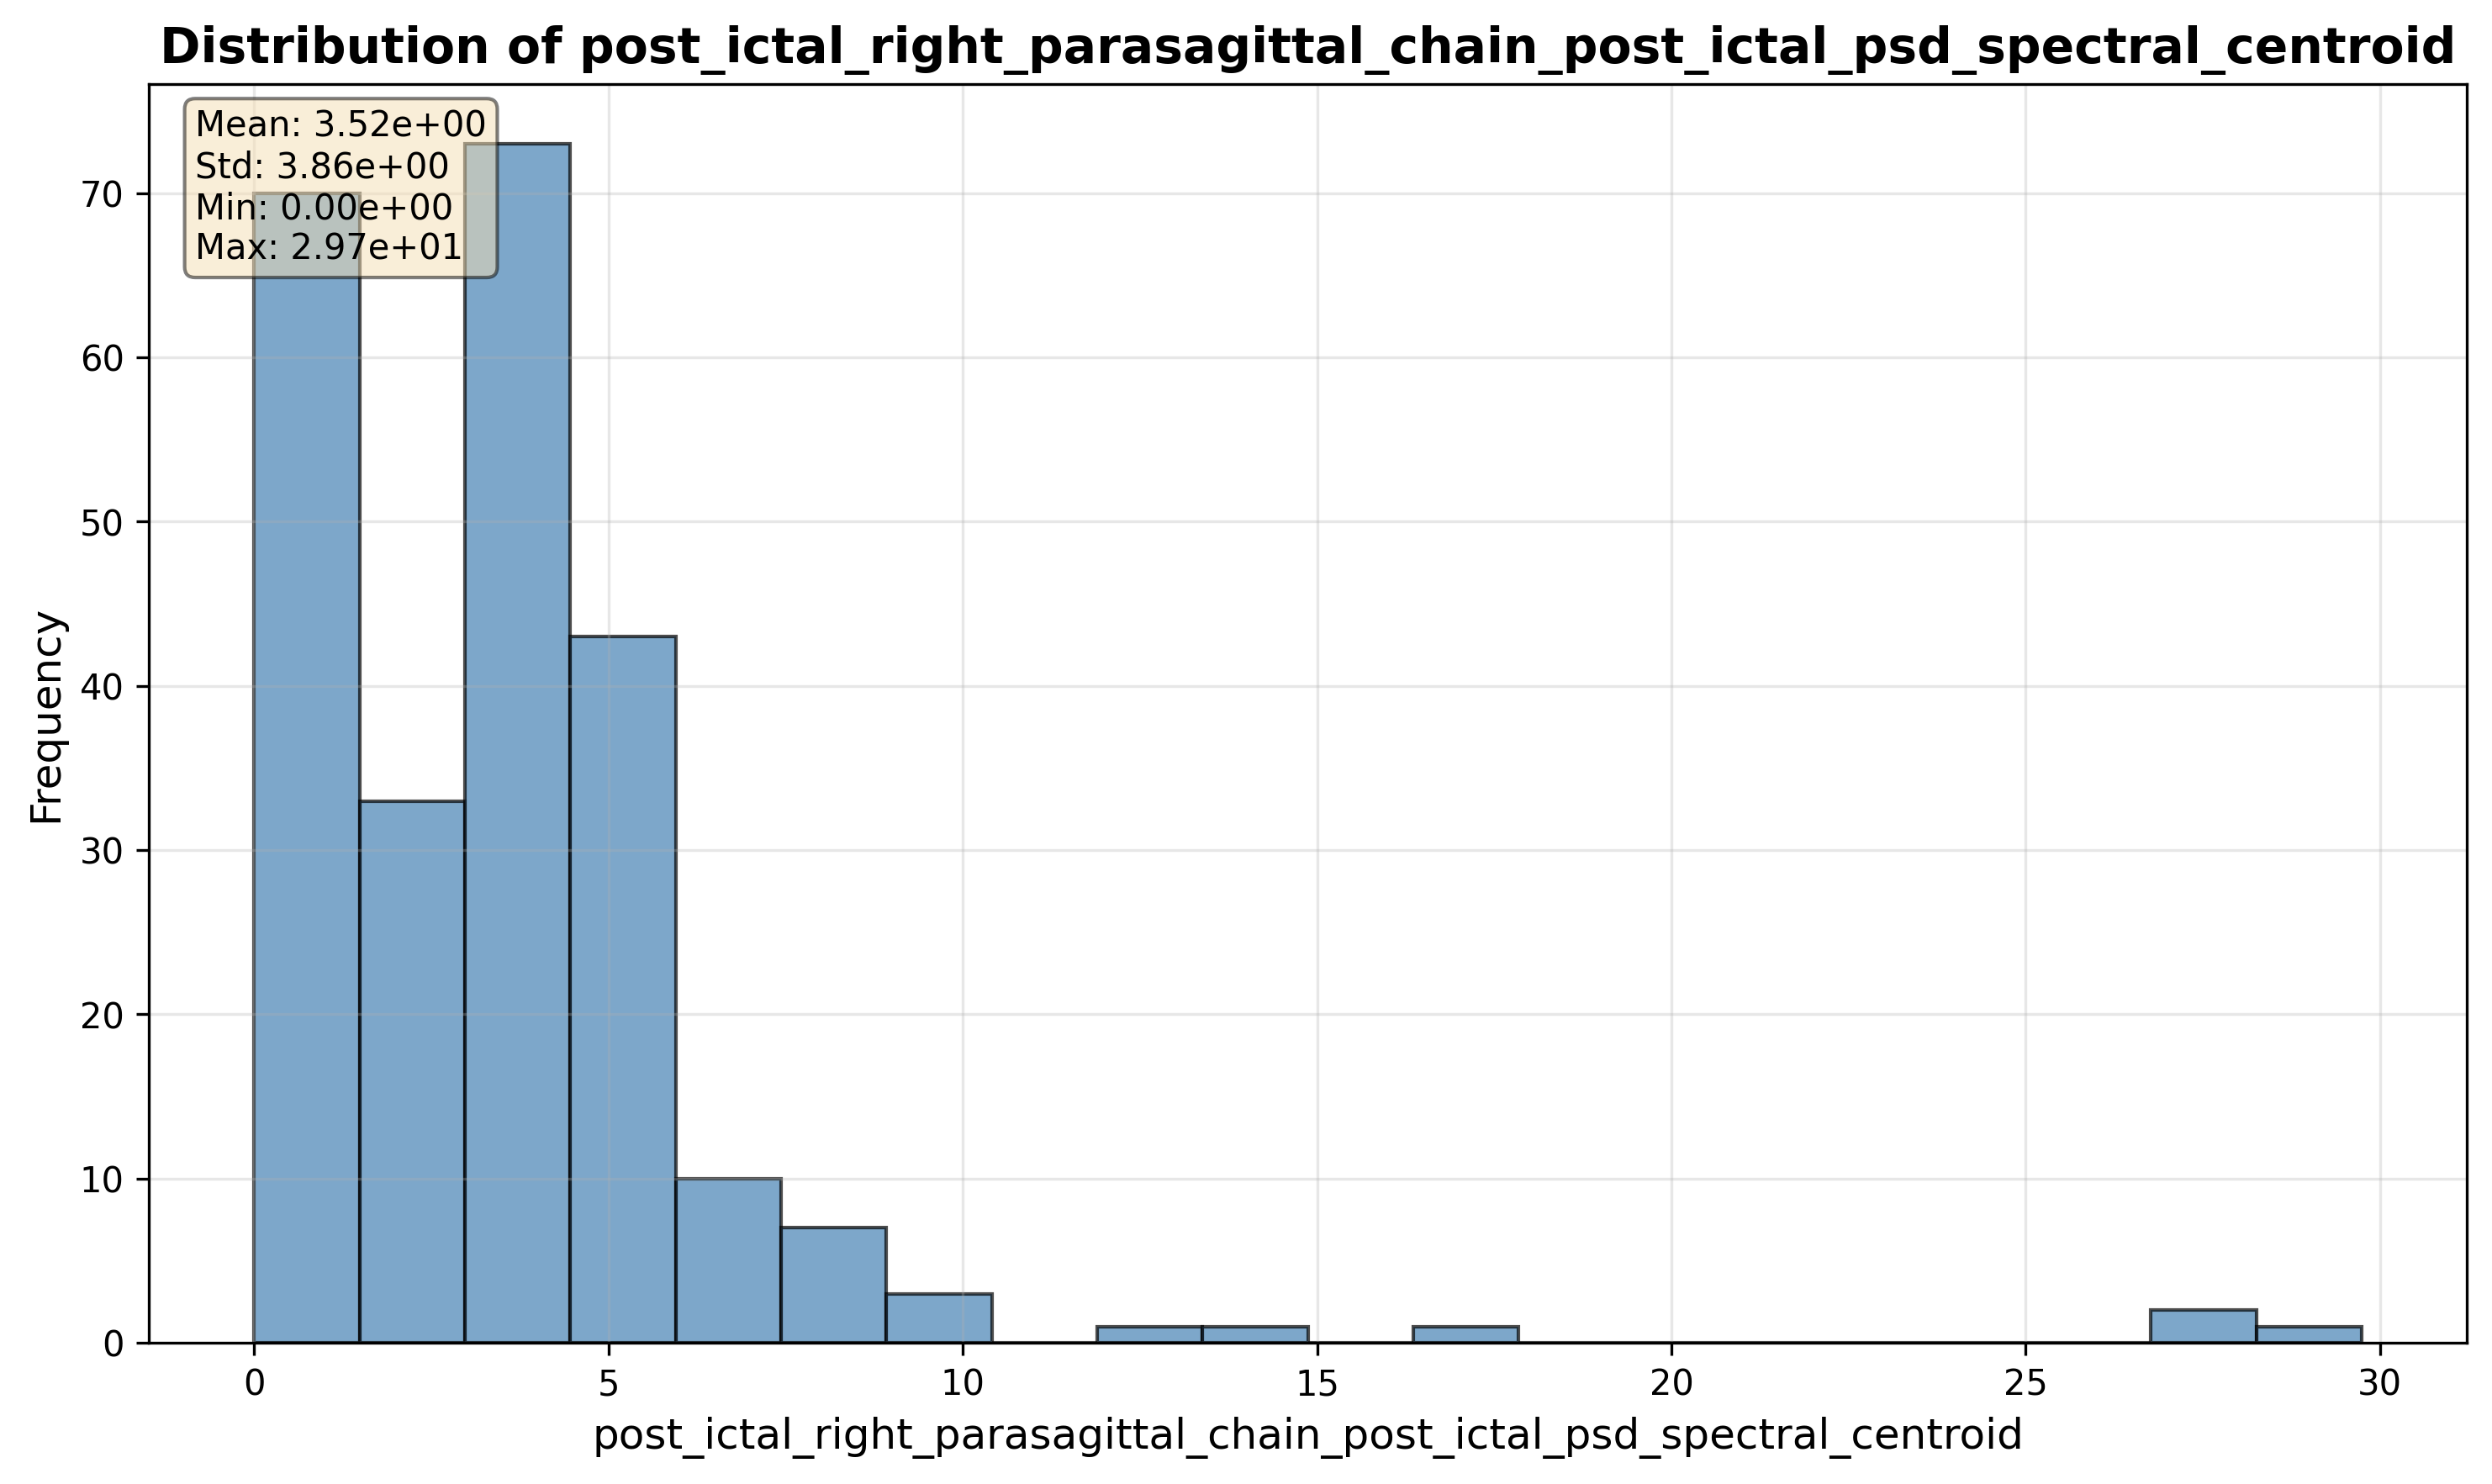 Distribution of post_ictal_right_parasagittal_chain_post_ictal_psd_spectral_centroid
Mean: 3.52e+00
Std: 3.86e+00
Min: 0.00e+00
Max: 2.97e+01
Frequency
70
60
50
40
30
20
10
0
0 5 10 15 20 25 30
post_ictal_right_parasagittal_chain_post_ictal_psd_spectral_centroid